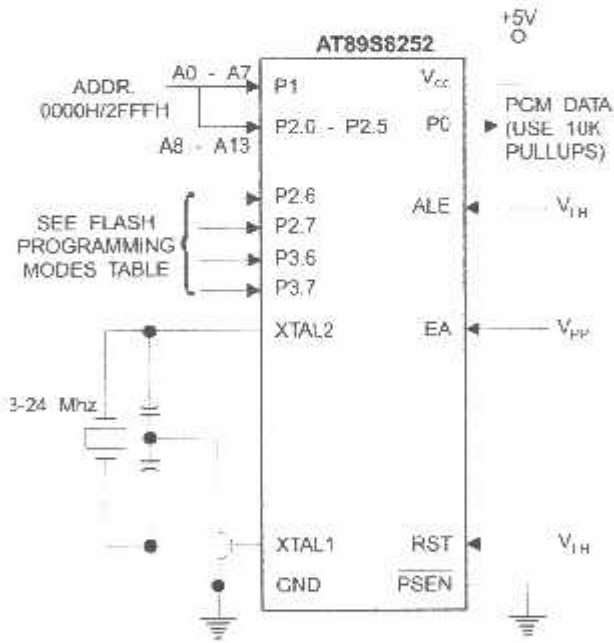 +5V
AT89S8252
ADDR.
0000H/2FFFH
A0 - A7
P1
Vcc
A8 - A13
P2.0 - P2.5
P0
PGM DATA
(USE 10K
PULLUPS)
SEE FLASH
PROGRAMMING
MODES TABLE
P2.6
P2.7
P3.6
P3.7
ALE
VIH
XTAL2
EA
VPP
3-24 Mhz
XTAL1
RST
VIH
GND
PSEN